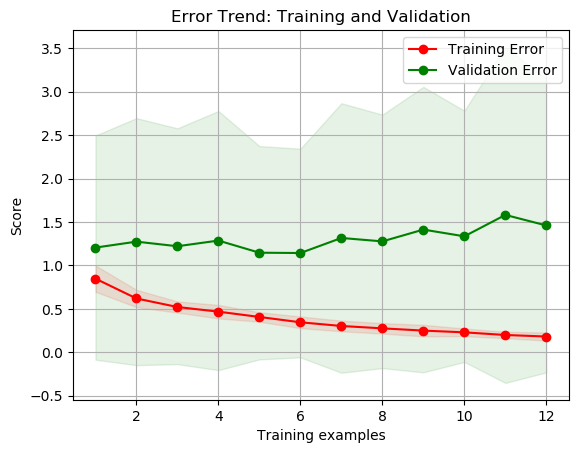 Error Trend: Training and Validation
Training Error
Validation Error
Score
3.5
3.0
2.5
2.0
1.5
1.0
0.5
0.0
−0.5
2 4 6 8 10 12
Training examples